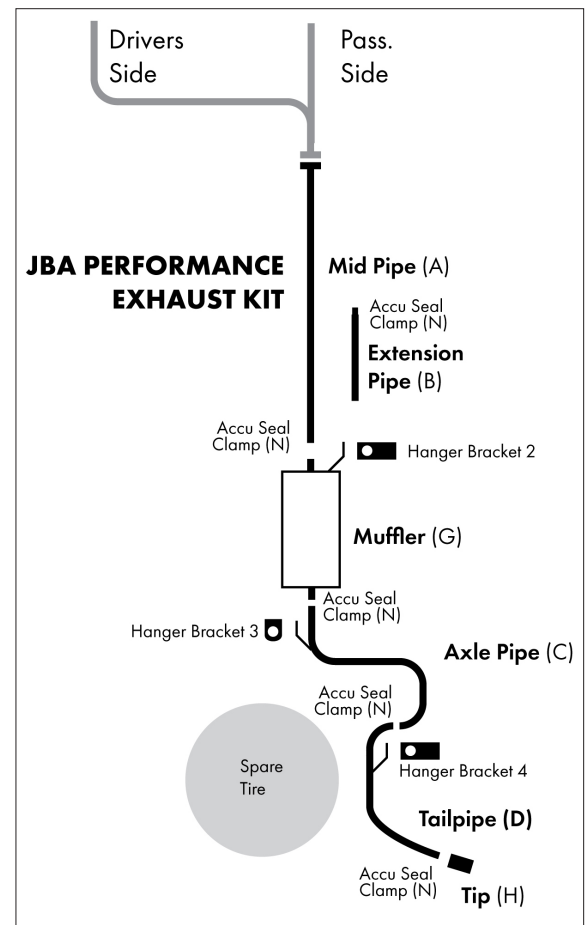 Drivers
Side
Pass.
Side
JBA PERFORMANCE
EXHAUST KIT
Mid Pipe (A)
Accu Seal
Clamp (N)
Extension
Pipe (B)
Accu Seal
Clamp (N)
Hanger Bracket 2
Muffler (G)
Accu Seal
Clamp (N)
Hanger Bracket 3
Axle Pipe (C)
Accu Seal
Clamp (N)
Spare
Tire
Hanger Bracket 4
Tailpipe (D)
Accu Seal
Clamp (N)
Tip (H)